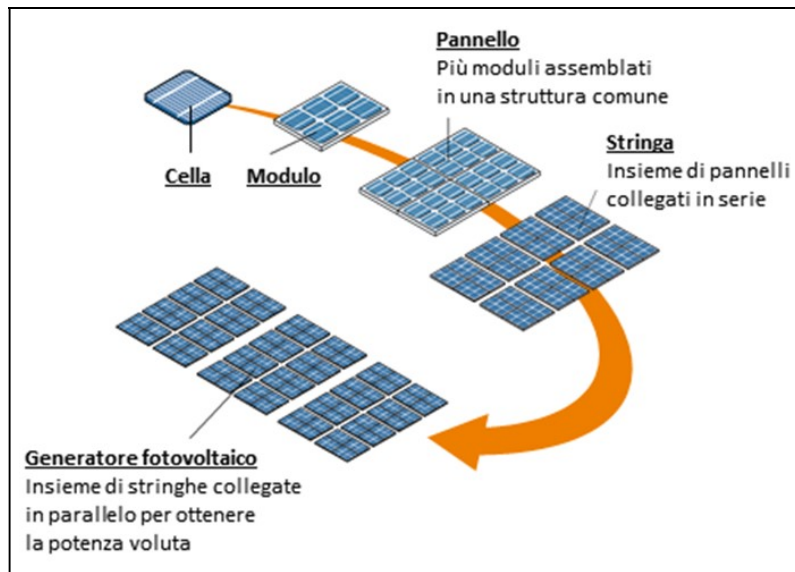 Cella
Modulo
Pannello
Più moduli assemblati
in una struttura comune
Stringa
Insieme di pannelli
collegati in serie
Generatore fotovoltaico
Insieme di stringhe collegate
in parallelo per ottenere
la potenza voluta